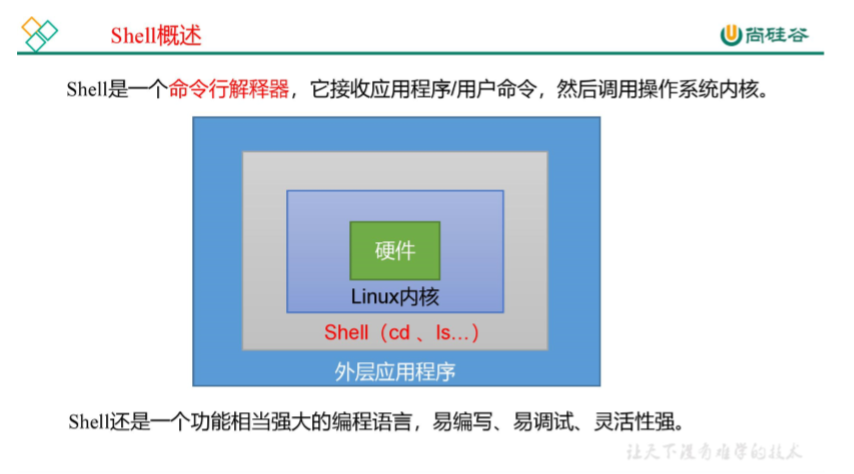 Shell概述
尚硅谷
Shell是一个命令行解释器，它接收应用程序/用户命令，然后调用操作系统内核。
硬件
Linux内核
Shell（cd 、ls...）
外层应用程序
Shell还是一个功能相当强大的编程语言，易编写、易调试、灵活性强。
让天下没有难学的技术